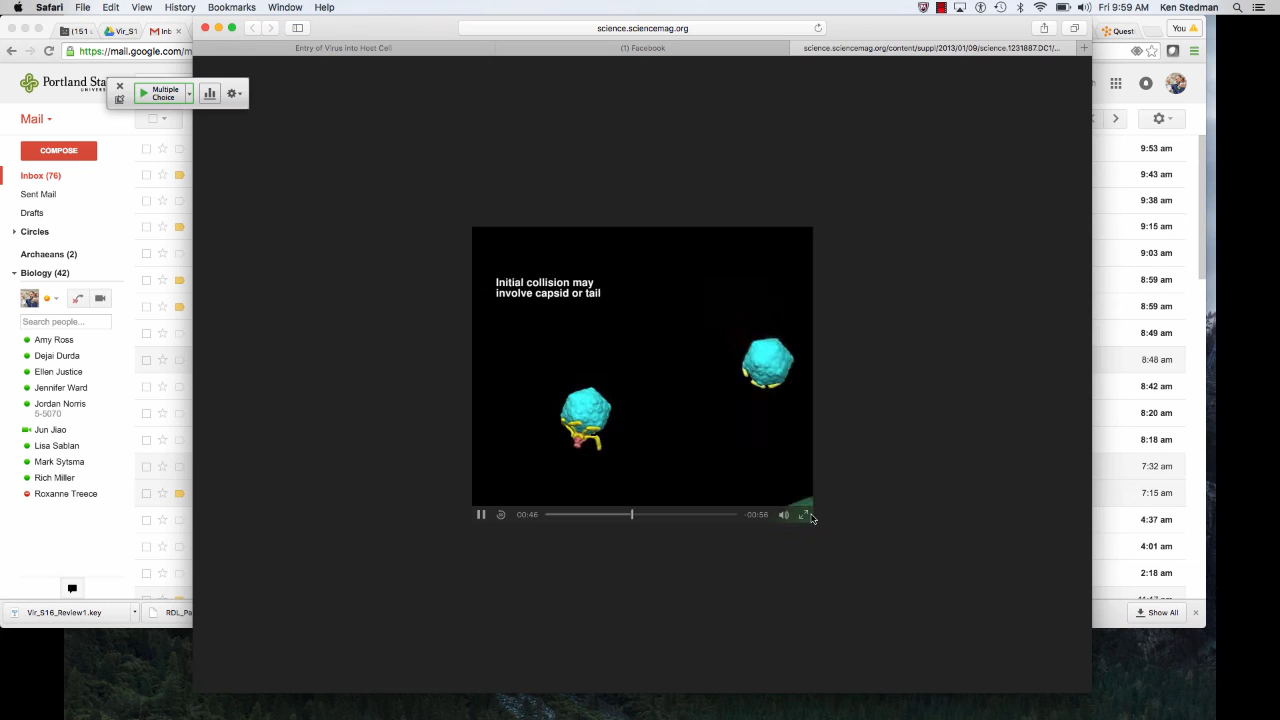 Safari File Edit View History Bookmarks Window Help
Fri 9:59 AM Ken Stedman
(151
Vir_S1
Inb
science.sciencemag.org
Quest
You
https://mail.google.com/m
Entry of Virus into Host Cell
(1) Facebook
science.sciencemag.org/content/suppl/2013/01/09/science.1231887.DC1/...
Portland Sta
Multiple
Choice
Mail
COMPOSE
Inbox (76)
Sent Mail
Drafts
Circles
Archaeans (2)
Biology (42)
Search people...
Amy Ross
Dejai Durda
Ellen Justice
Jennifer Ward
Jordan Norris
5-5070
Jun Jiao
Lisa Sablan
Mark Sytsma
Rich Miller
Roxanne Treece
Initial collision may
involve capsid or tail
00:46
-00:56
9:53 am
9:43 am
9:38 am
9:15 am
9:03 am
8:59 am
8:59 am
8:49 am
8:48 am
8:42 am
8:20 am
8:18 am
7:32 am
7:15 am
4:37 am
4:01 am
2:18 am
Vir_S16_Review1.key
RDL_Pa
Show All